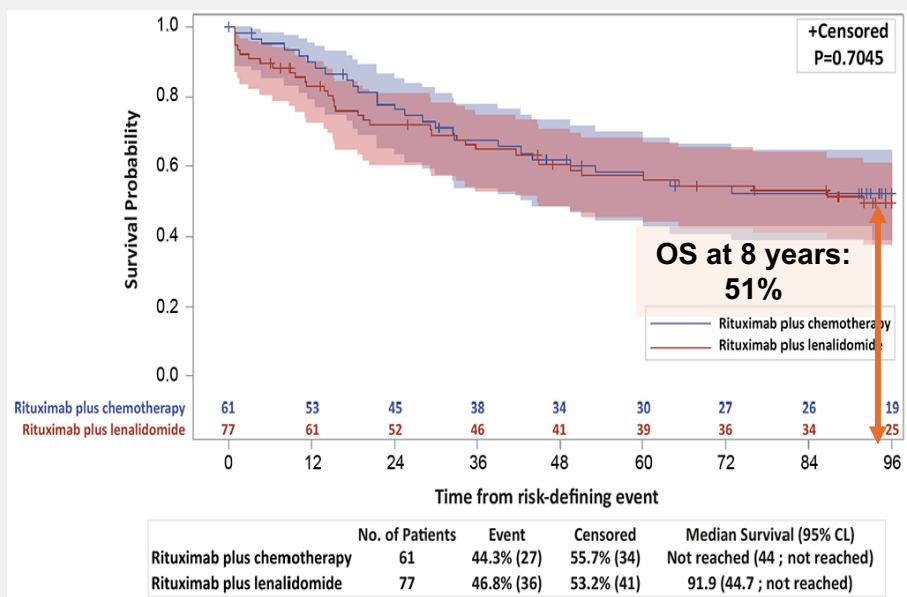 +Censored
P=0.7045
1.0
0.8
0.6
0.4
0.2
0.0
Survival Probability
OS at 8 years:
51%
Rituximab plus chemotherapy
Rituximab plus lenalidomide
Rituximab plus chemotherapy 61 53 45 38 34 30 27 26 19
Rituximab plus lenalidomide 77 61 52 46 41 39 36 34 25
0 12 24 36 48 60 72 84 96
Time from risk-defining event
No. of Patients Event Censored Median Survival (95% CL)
Rituximab plus chemotherapy 61 44.3% (27) 55.7% (34) Not reached (44 ; not reached)
Rituximab plus lenalidomide 77 46.8% (36) 53.2% (41) 91.9 (44.7 ; not reached)